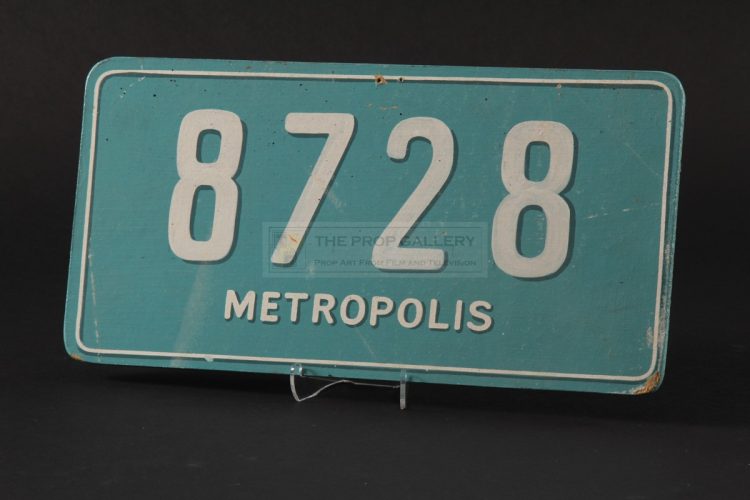 8728
THE PROP GALLERY
PROP ART FROM FILM AND TELEVISION
METROPOLIS